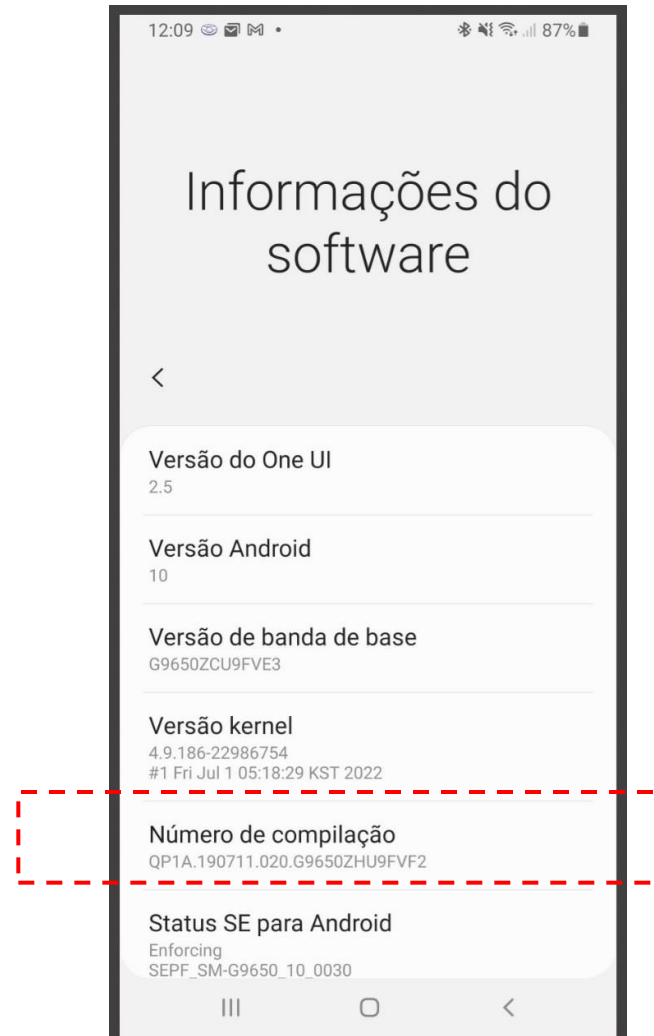 12:09
87%
Informações do
software
Versão do One UI
2.5
Versão Android
10
Versão de banda de base
G9650ZCU9FVE3
Versão kernel
4.9.186-22986754
#1 Fri Jul 1 05:18:29 KST 2022
Número de compilação
QP1A.190711.020.G9650ZHU9FVF2
Status SE para Android
Enforcing
SEPF_SM-G9650_10_0030